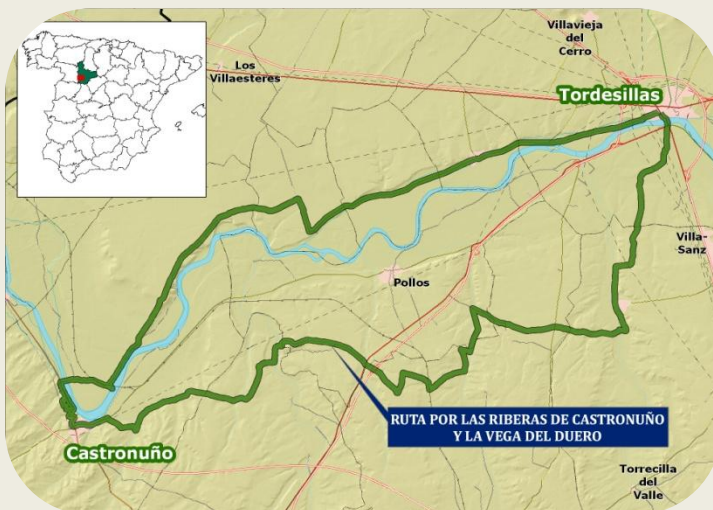 Villavieja
del
Cerro
Los
Villaesteres
Tordesillas
Villa-
Sanz
Pollos
RUTA POR LAS RIBERAS DE CASTRONUÑO
Y LA VEGA DEL DUERO
Castronuño
Torrecilla
del
Valle